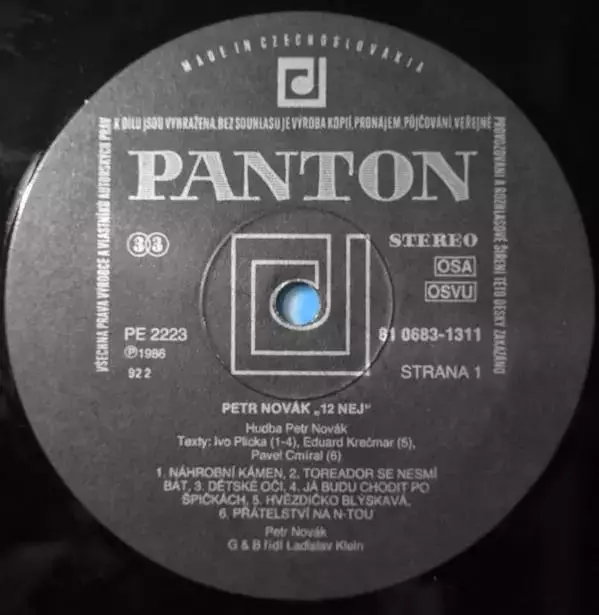 MADE IN CZECHOSLOVAKIA
VŠECHNA PRÁVA VÝROBCE A VLASTNÍKŮ AUTORSKÝCH PRÁV
K DÍLU JSOU VYHRAŽENA, BEZ SOUHLASU JE VÝROBA KOPIÍ, PRONÁJEM, PŮJČOVÁNÍ, VEŘEJNÉ
PROVOZOVÁNÍ A ROZHLASOVÉ ŠÍŘENÍ TÉTO DESKY ZAKÁZÁNO
PANTON
33 STEREO
OSA
OSVU
PE 2223 81 0683-1311
Ⓟ1986
92 2 STRANA 1
PETR NOVÁK „12 NEJ"
Hudba Petr Novák
Texty: Ivo Plicka (1-4), Eduard Krečmar (5),
Pavel Cmíral (6)
1. NÁHROBNÍ KÁMEN, 2. TOREADOR SE NESMÍ
BÁT, 3. DĚTSKÉ OČI, 4. JÁ BUDU CHODIT PO
ŠPIČKÁCH, 5. HVĚZDIČKO BLÝSKAVÁ,
6. PŘÁTELSTVÍ NA N-TOU
Petr Novák
G & B řídí Ladislav Klein